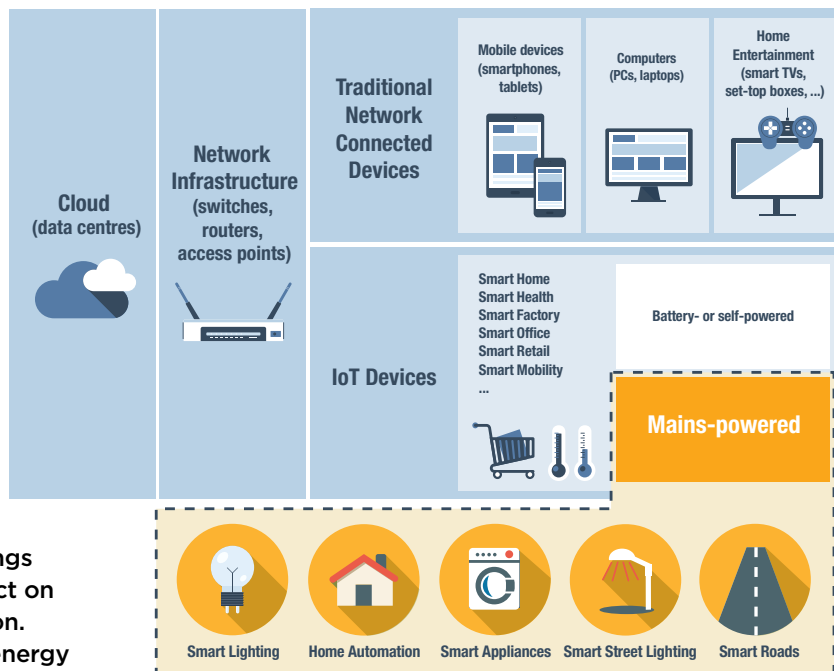 Cloud
(data centres)
Network
Infrastructure
(switches,
routers,
access points)
Traditional
Network
Connected
Devices
Mobile devices
(smartphones,
tablets)
Computers
(PCs, laptops)
Home
Entertainment
(smart TVs,
set-top boxes, ...)
IoT Devices
Smart Home
Smart Health
Smart Factory
Smart Office
Smart Retail
Smart Mobility
...
Battery- or self-powered
Mains-powered
ngs
ct on
on.
energy
Smart Lighting
Home Automation
Smart Appliances
Smart Street Lighting
Smart Roads